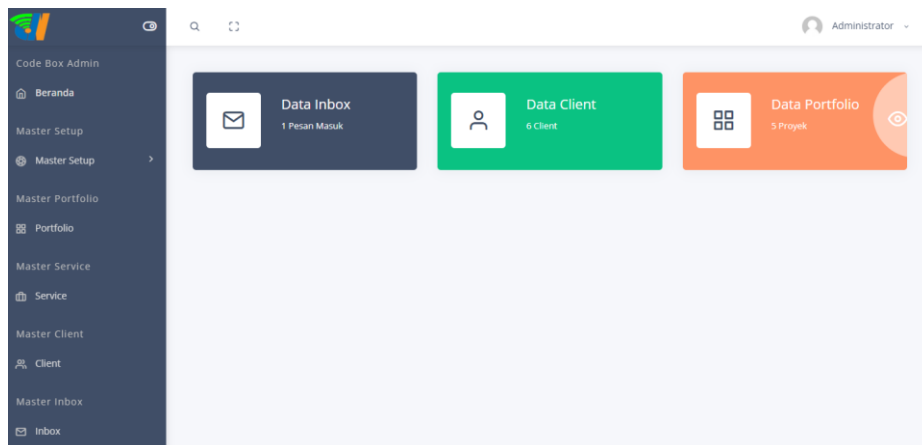 Administrator
Code Box Admin
Beranda
Master Setup
Master Setup
Master Portfolio
Portfolio
Master Service
Service
Master Client
Client
Master Inbox
Inbox
Data Inbox
1 Pesan Masuk
Data Client
6 Client
Data Portfolio
5 Proyek